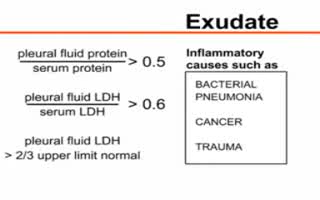 Exudate
pleural fluid protein
serum protein
> 0.5
pleural fluid LDH
serum LDH
> 0.6
pleural fluid LDH
> 2/3 upper limit normal
Inflammatory
causes such as
BACTERIAL
PNEUMONIA
CANCER
TRAUMA